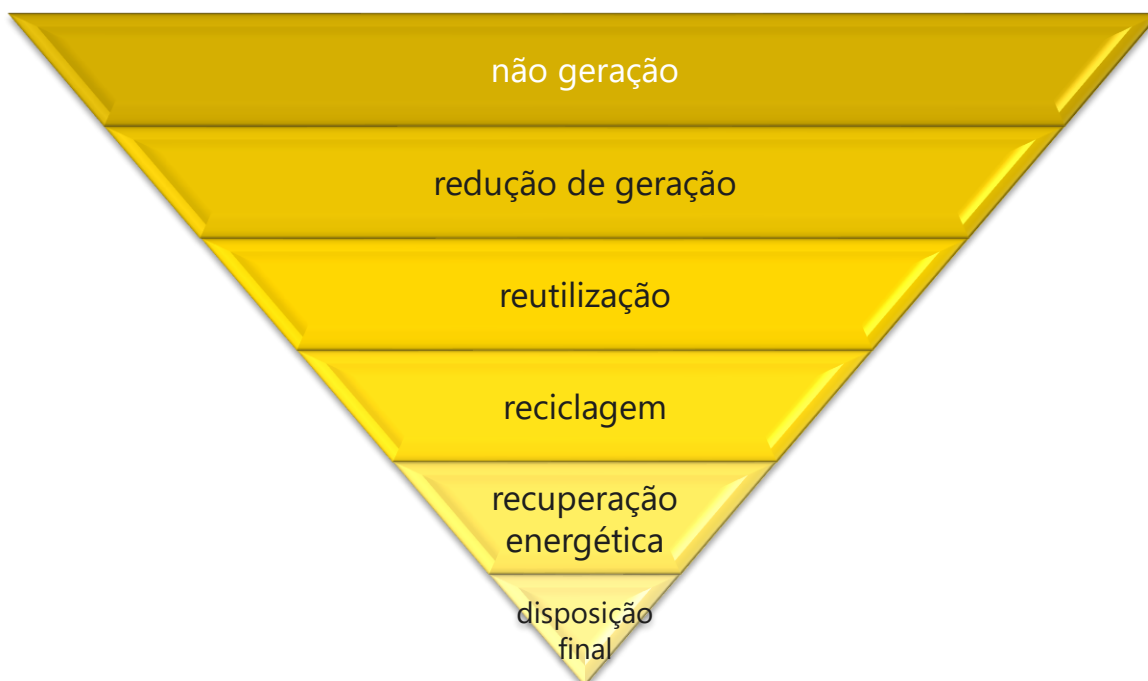 não geração
redução de geração
reutilização
reciclagem
recuperação
energética
disposição
final